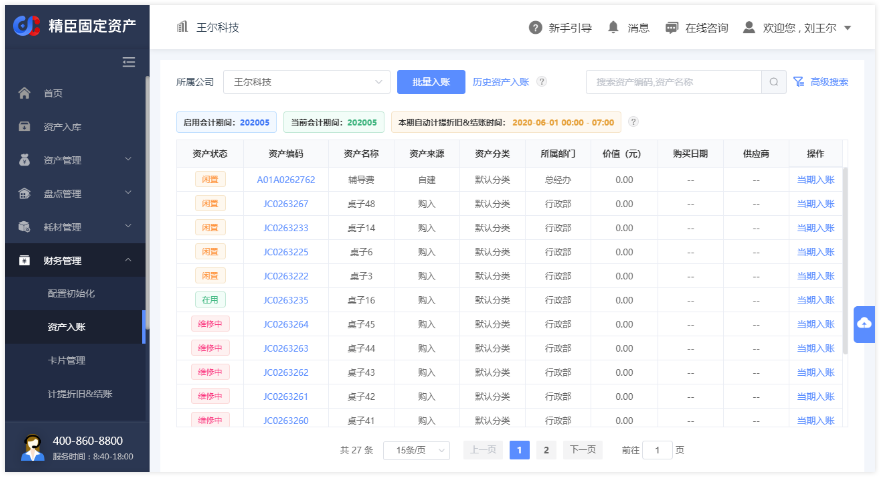 精臣固定资产
王尔科技
新手引导
消息
在线咨询
欢迎您 , 刘王尔
首页
资产入库
资产管理
盘点管理
耗材管理
财务管理
配置初始化
资产入账
卡片管理
计提折旧&结账
400-860-8800
服务时间：8:40-18:00
所属公司 王尔科技 批量入账 历史资产入账 ? 搜索资产编码,资产名称 高级搜索
启用会计期间：202005 当前会计期间：202005 本期自动计提折旧&结账时间：2020-06-01 00:00 - 07:00 ?
资产状态 资产编码 资产名称 资产来源 资产分类 所属部门 价值（元） 购买日期 供应商 操作
闲置 A01A0262762 辅导费 自建 默认分类 总经办 0.00 -- -- 当期入账
闲置 JC0263267 桌子48 购入 默认分类 行政部 0.00 -- -- 当期入账
闲置 JC0263233 桌子14 购入 默认分类 行政部 0.00 -- -- 当期入账
闲置 JC0263225 桌子6 购入 默认分类 行政部 0.00 -- -- 当期入账
闲置 JC0263222 桌子3 购入 默认分类 行政部 0.00 -- -- 当期入账
在用 JC0263235 桌子16 购入 默认分类 行政部 0.00 -- -- 当期入账
维修中 JC0263264 桌子45 购入 默认分类 行政部 0.00 -- -- 当期入账
维修中 JC0263263 桌子44 购入 默认分类 行政部 0.00 -- -- 当期入账
维修中 JC0263262 桌子43 购入 默认分类 行政部 0.00 -- -- 当期入账
维修中 JC0263261 桌子42 购入 默认分类 行政部 0.00 -- -- 当期入账
维修中 JC0263260 桌子41 购入 默认分类 行政部 0.00 -- -- 当期入账
共 27 条 15条/页 上一页 1 2 下一页 前往 1 页